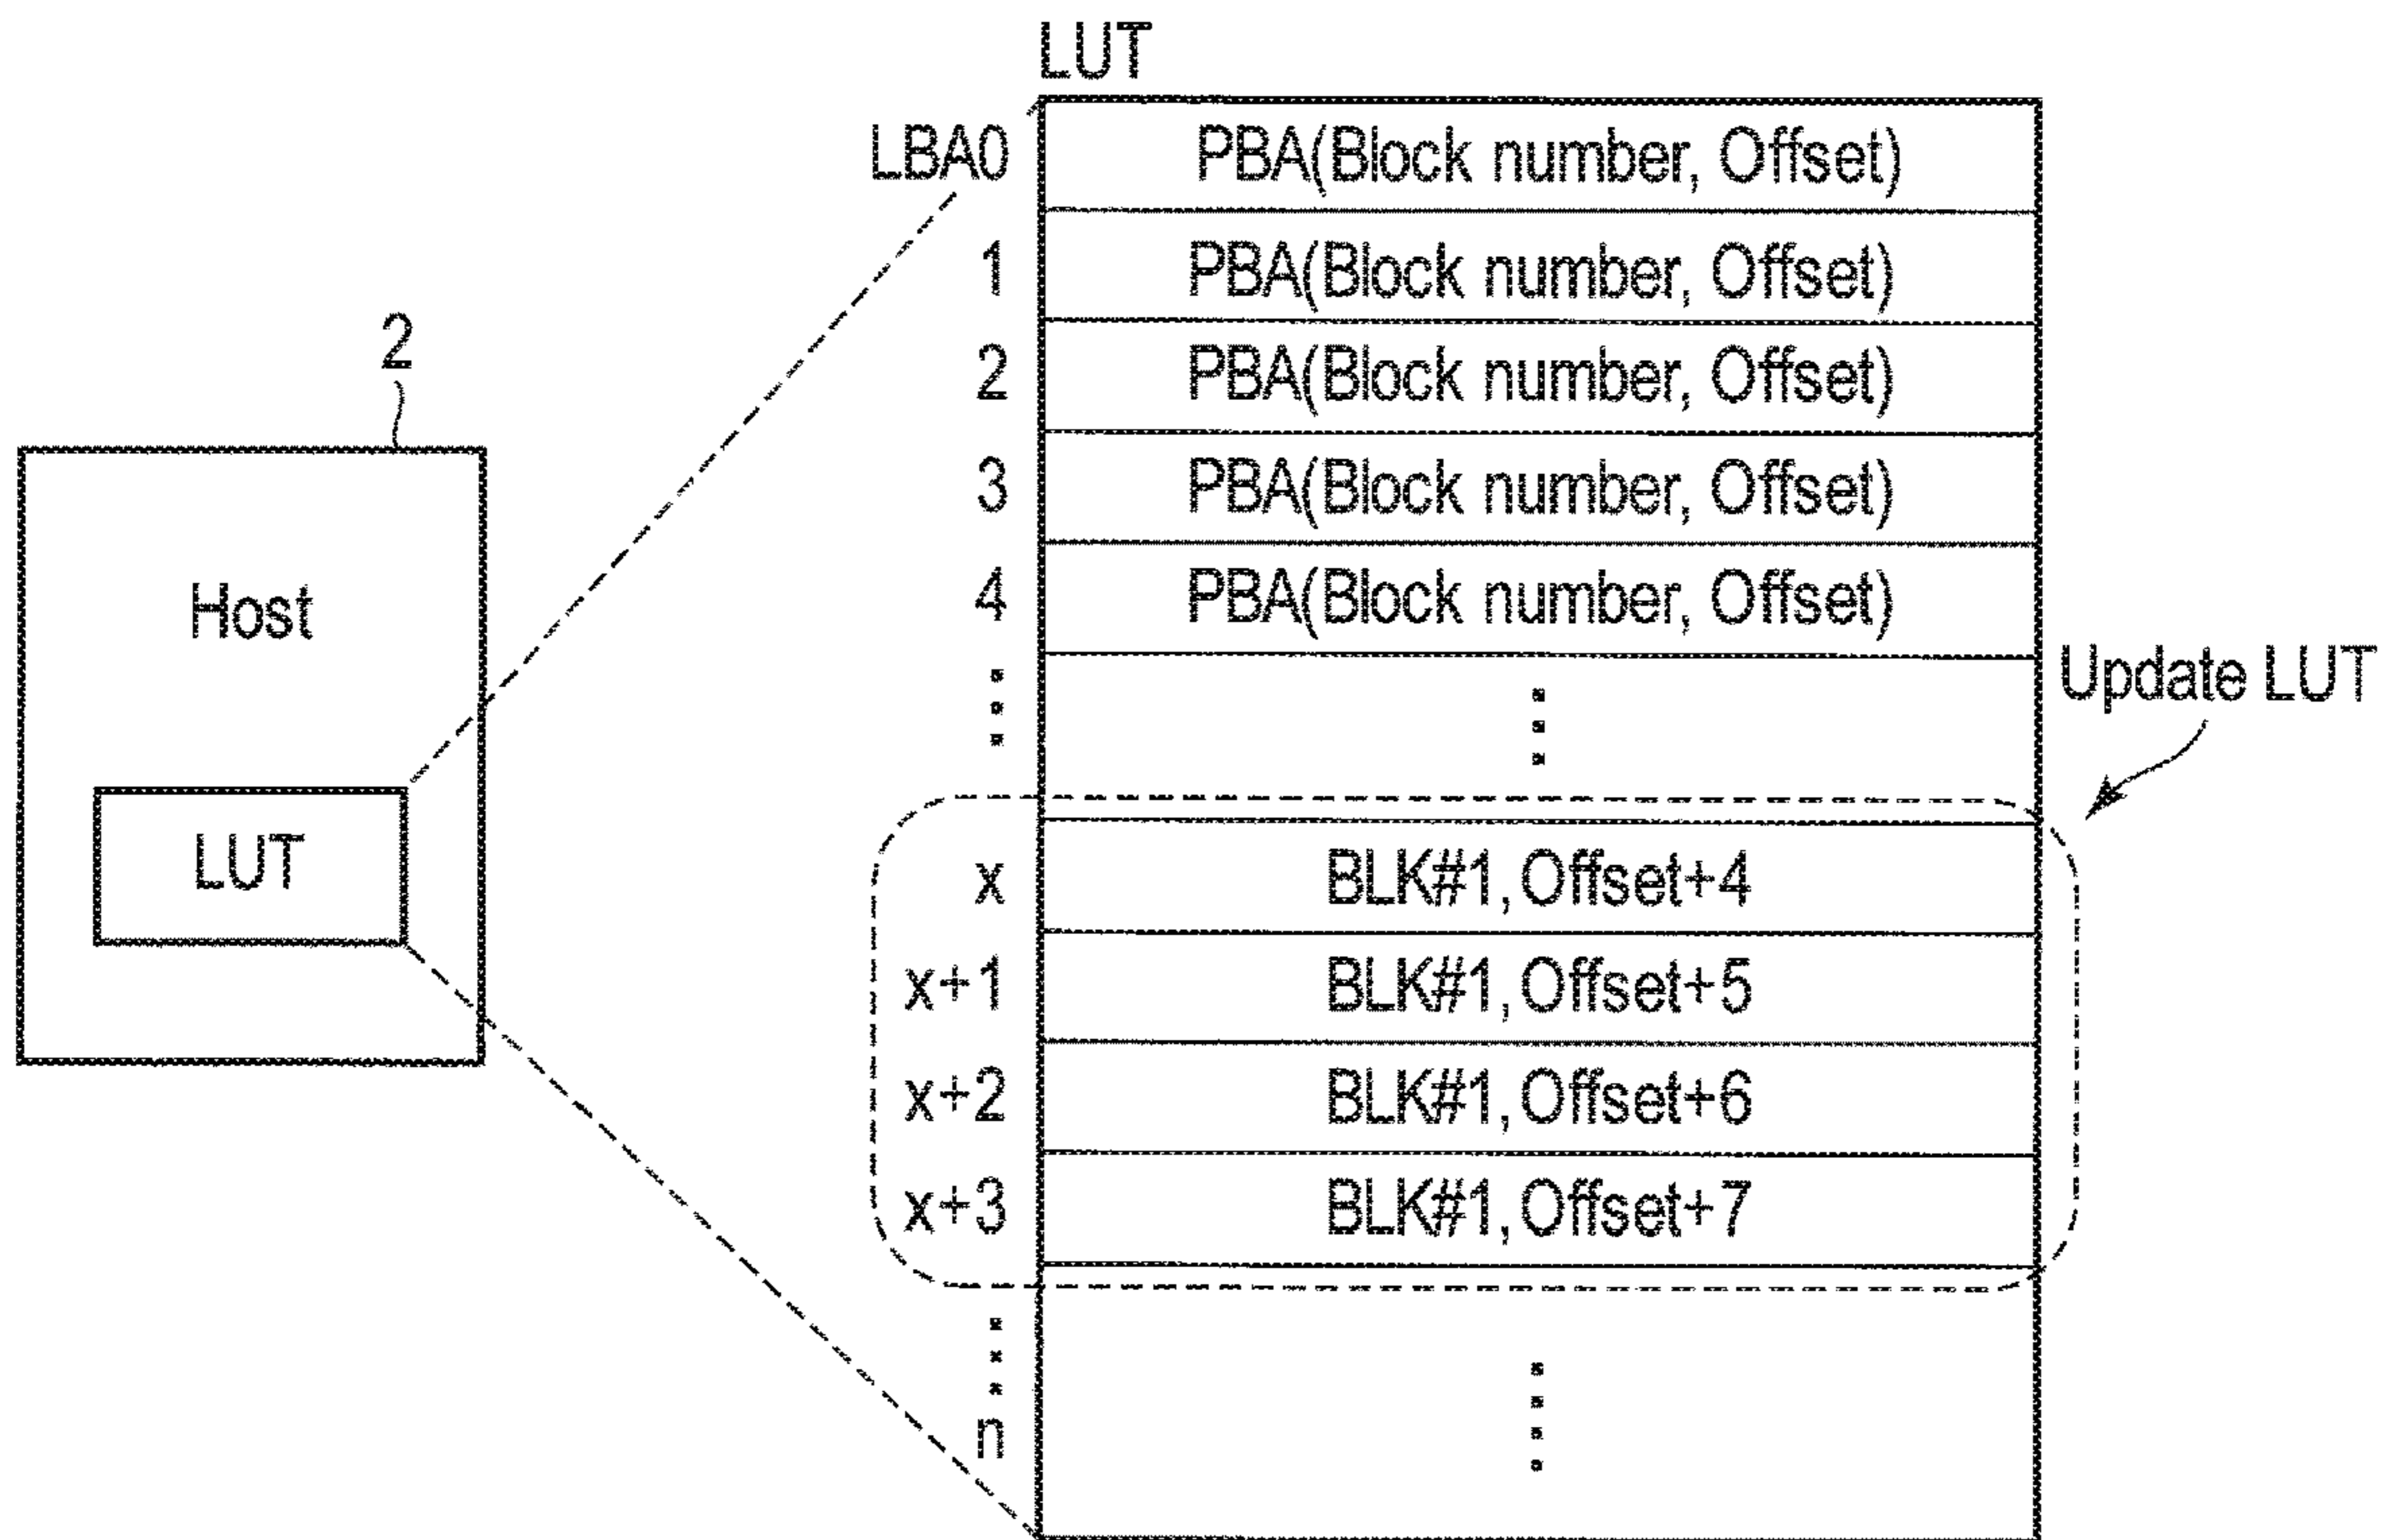 LUT
LBA0 PBA(Block number, Offset)
1 PBA(Block number, Offset)
2 PBA(Block number, Offset)
3 PBA(Block number, Offset)
4 PBA(Block number, Offset)
2
Host
LUT
Update LUT
x BLK#1, Offset+4
x+1 BLK#1, Offset+5
x+2 BLK#1, Offset+6
x+3 BLK#1, Offset+7
n